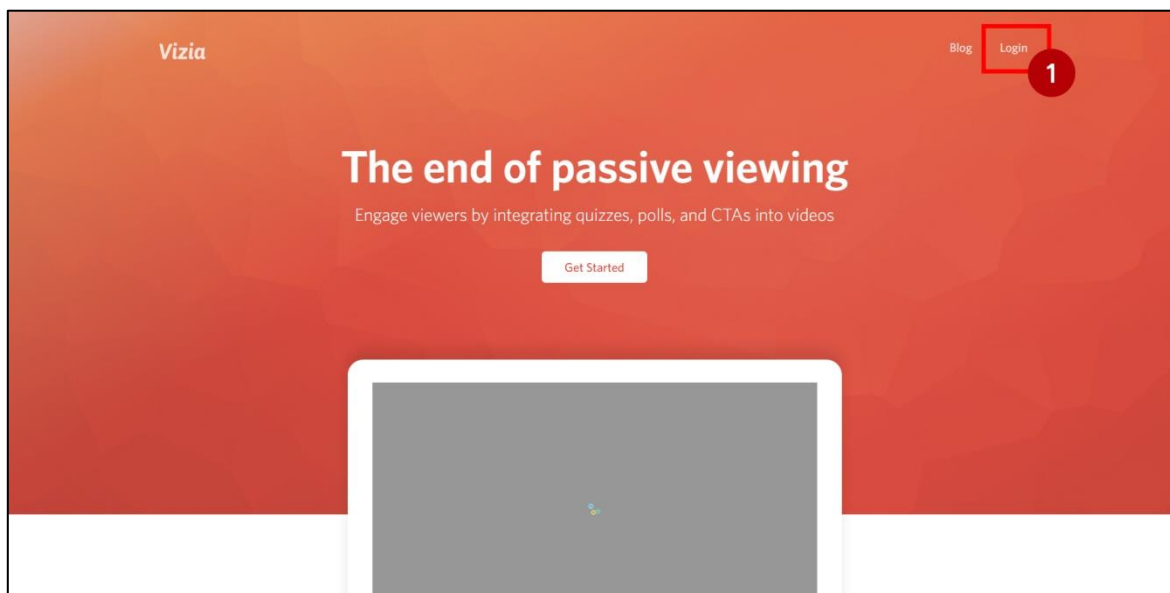 Vizia
Blog Login
1
The end of passive viewing
Engage viewers by integrating quizzes, polls, and CTAs into videos
Get Started